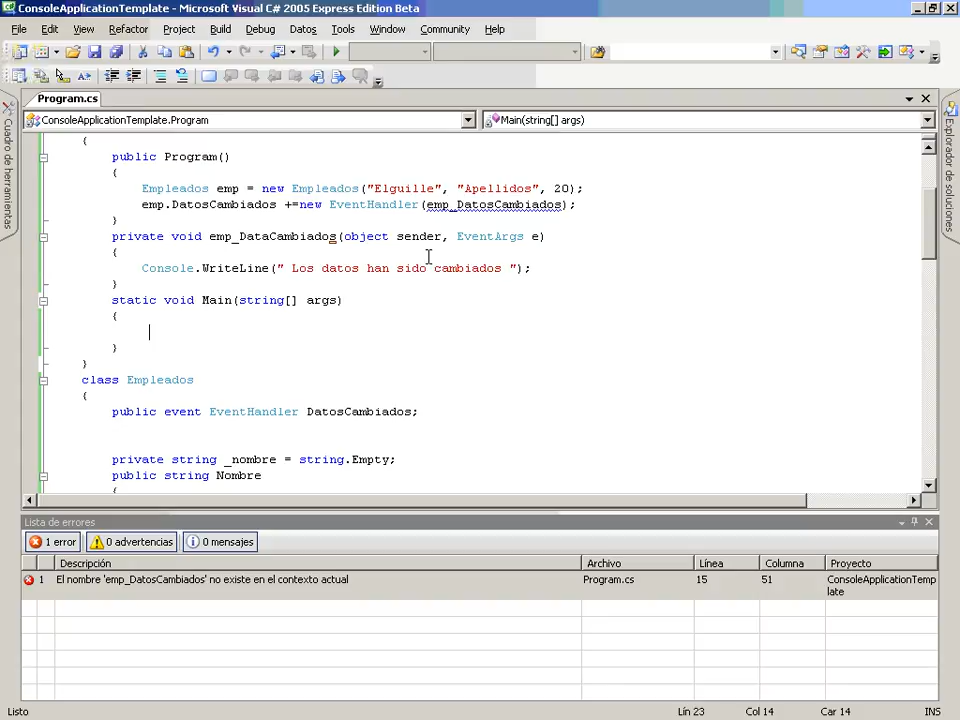 ConsoleApplicationTemplate - Microsoft Visual C# 2005 Express Edition Beta
File Edit View Refactor Project Build Debug Datos Tools Window Community Help
Program.cs
ConsoleApplicationTemplate.Program
Main(string[] args)
Cuadro de herramientas
Explorador de soluciones
{
public Program()
{
Empleados emp = new Empleados("Elguille", "Apellidos", 20);
emp.DatosCambiados +=new EventHandler(emp_DatosCambiados);
}
private void emp_DataCambiados(object sender, EventArgs e)
{
Console.WriteLine(" Los datos han sido cambiados ");
}
static void Main(string[] args)
{
}
}
class Empleados
{
public event EventHandler DatosCambiados;
private string _nombre = string.Empty;
public string Nombre
{
Lista de errores
1 error 0 advertencias 0 mensajes
Descripción Archivo Línea Columna Proyecto
1 El nombre 'emp_DatosCambiados' no existe en el contexto actual Program.cs 15 51 ConsoleApplicationTemp
late
Listo Lín 23 Col 14 Car 14 INS